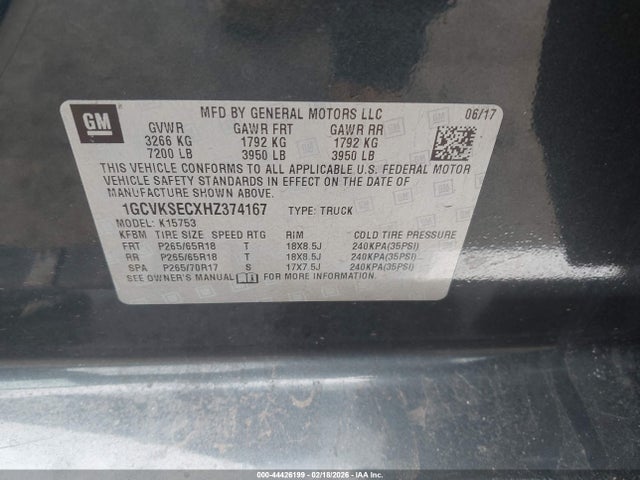 GM
MFD BY GENERAL MOTORS LLC 06/17
GVWR GAWR FRT GAWR RR
3266 KG 1792 KG 1792 KG
7200 LB 3950 LB 3950 LB
THIS VEHICLE CONFORMS TO ALL APPLICABLE U.S. FEDERAL MOTOR
VEHICLE SAFETY STANDARDS IN EFFECT ON THE DATE OF
MANUFACTURE SHOWN ABOVE.
1GCVKSECXHZ374167 TYPE: TRUCK
MODEL: K15753
KFBM TIRE SIZE SPEED RTG RIM COLD TIRE PRESSURE
FRT P265/65R18 T 18X8.5J 240KPA(35PSI)
RR P265/65R18 T 18X8.5J 240KPA(35PSI)
SPA P265/70R17 S 17X7.5J 240KPA(35PSI)
SEE OWNER'S MANUAL FOR MORE INFORMATION.
000-44426199 - 02/18/2026 - IAAUCTIONS.COM